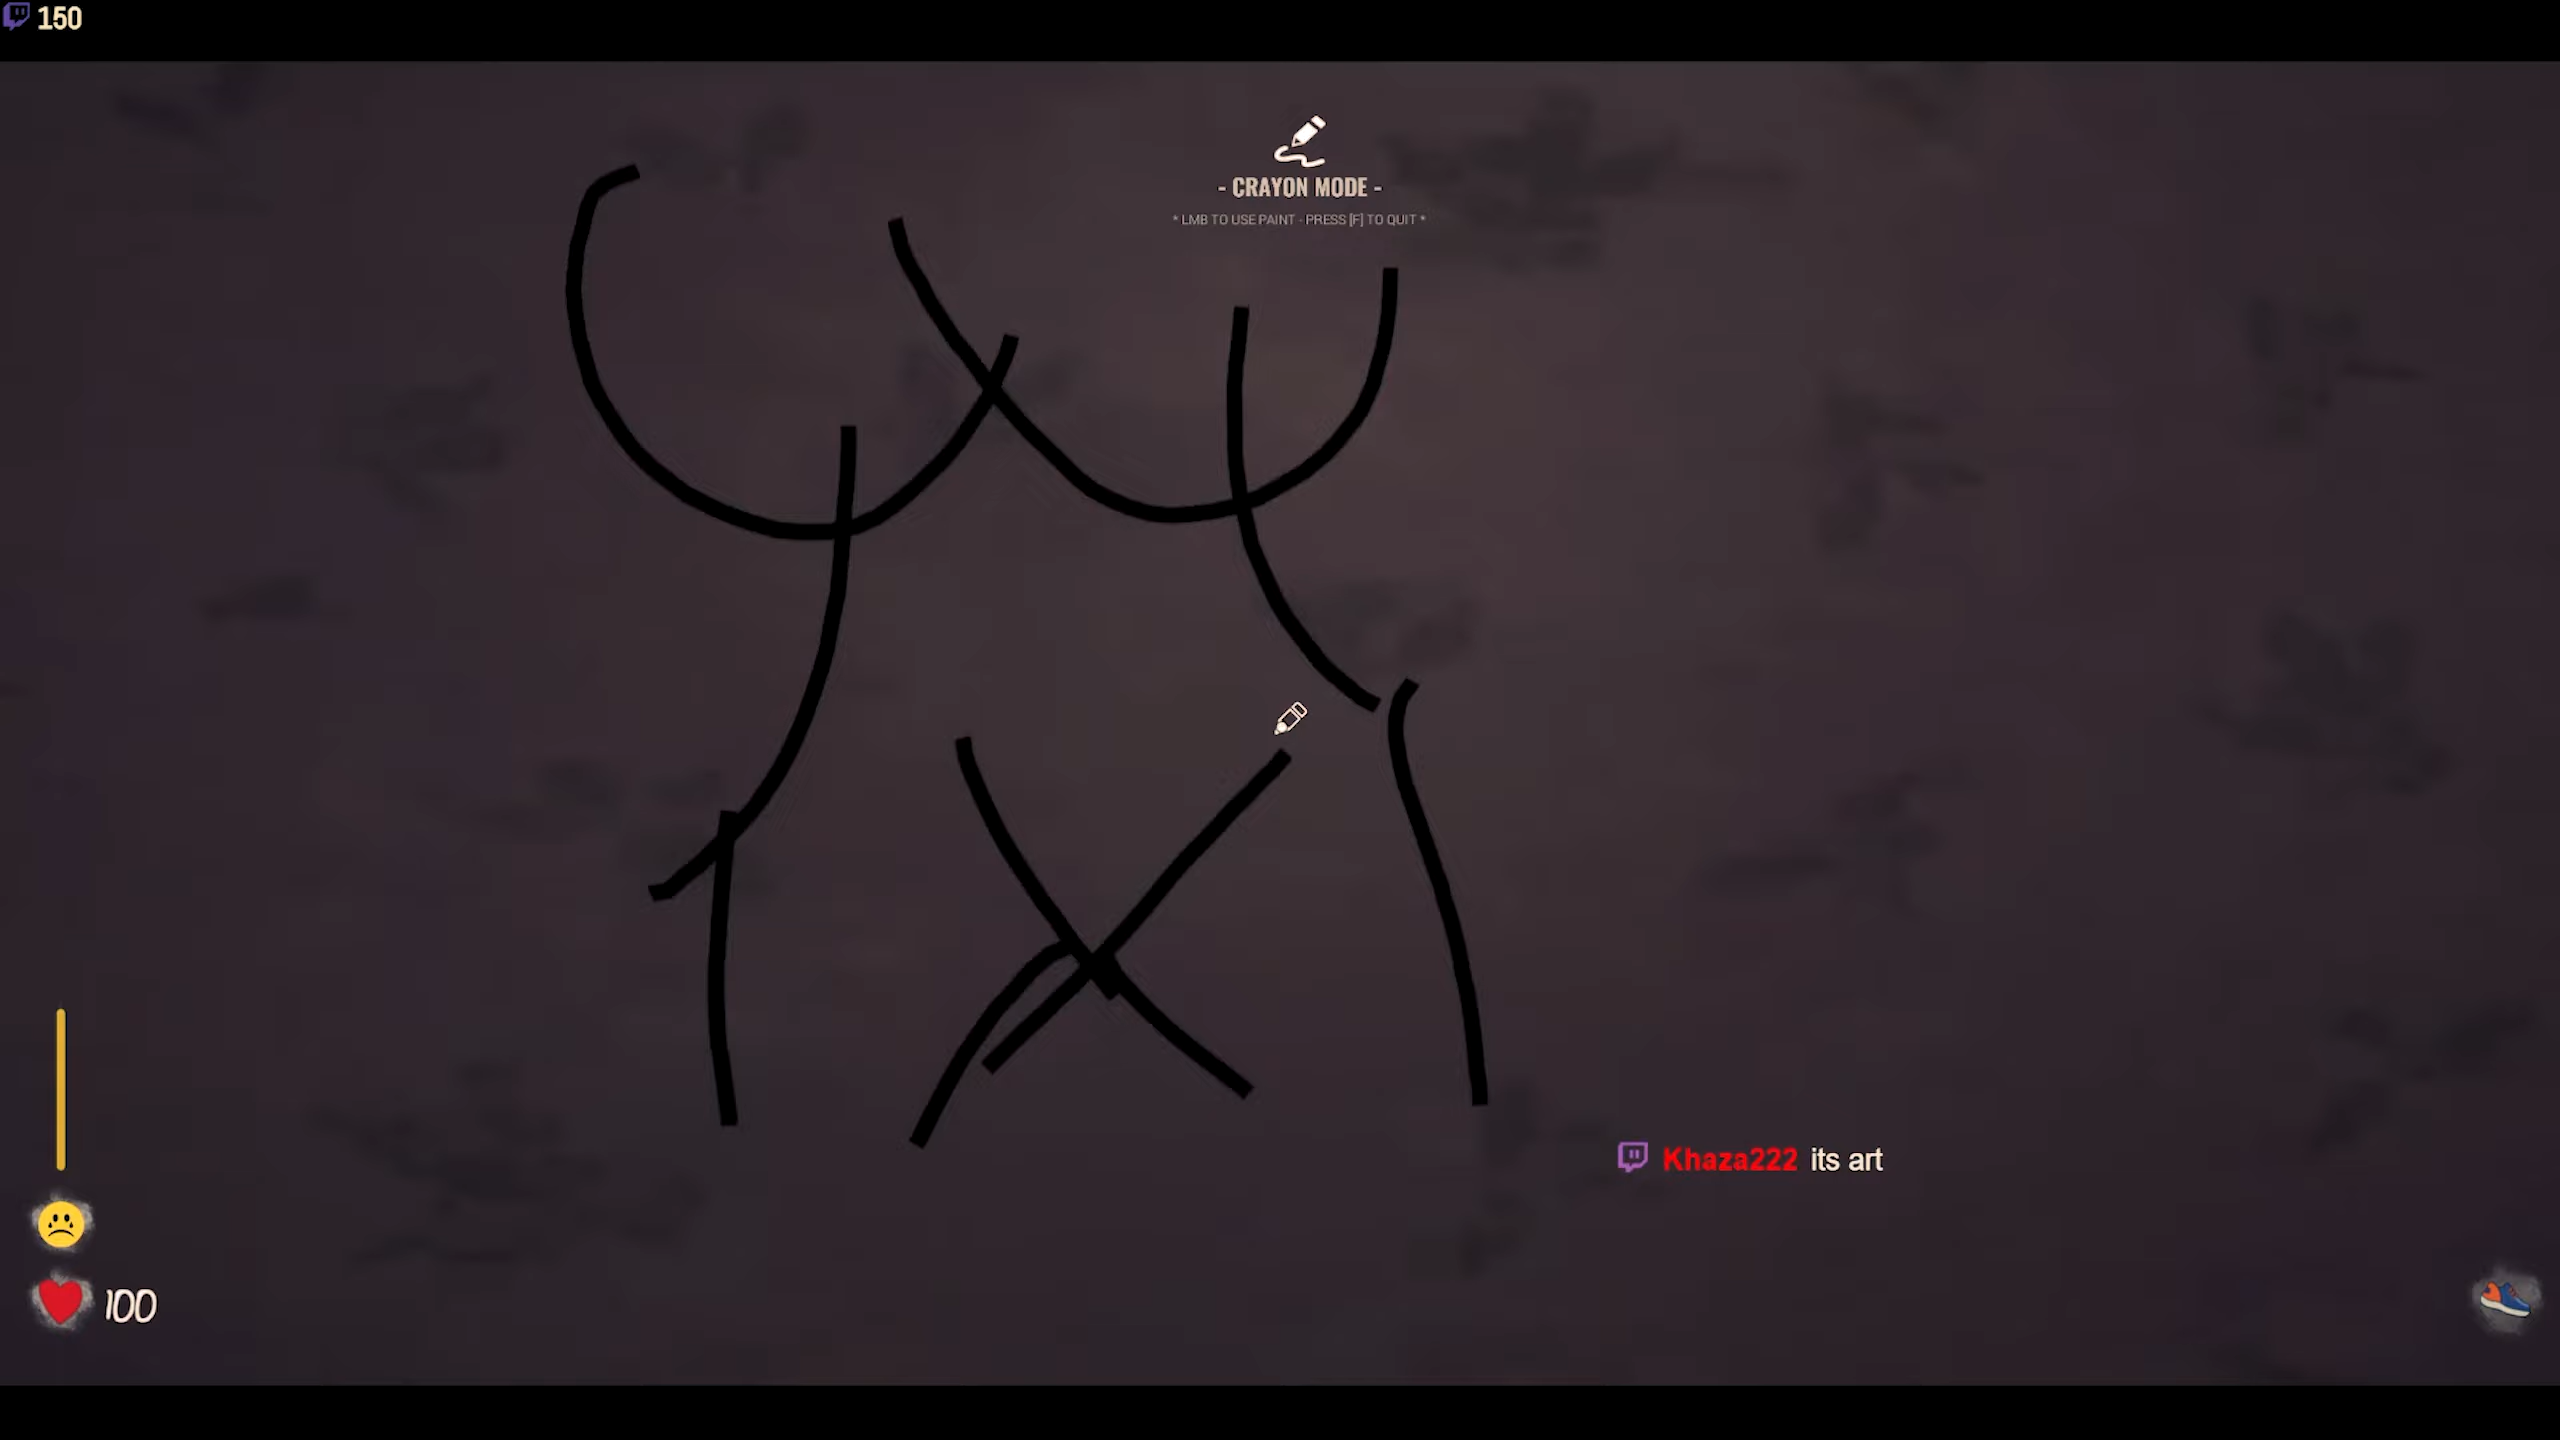 150
- CRAYON MODE -
* LMB TO USE PAINT - PRESS [F] TO QUIT *
Khaza222 its art
100